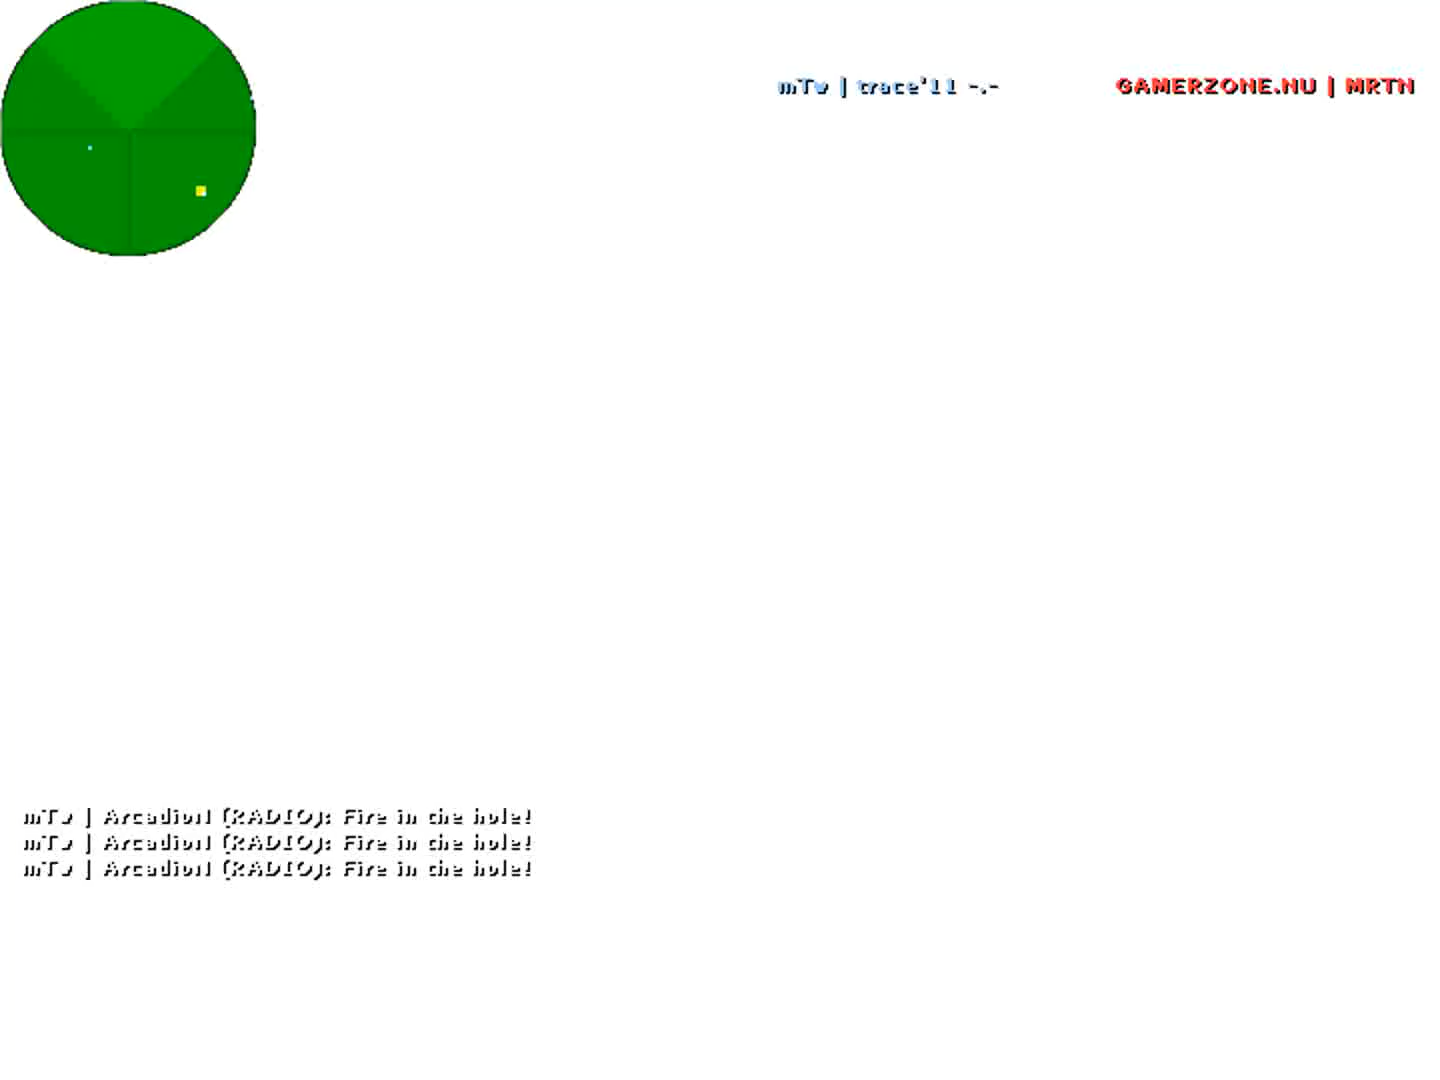 mTw | trace'11 -.- GAMERZONE.NU | MRTN
mTw | Arcadion! (RADIO): Fire in the hole!
mTw | Arcadion! (RADIO): Fire in the hole!
mTw | Arcadion! (RADIO): Fire in the hole!